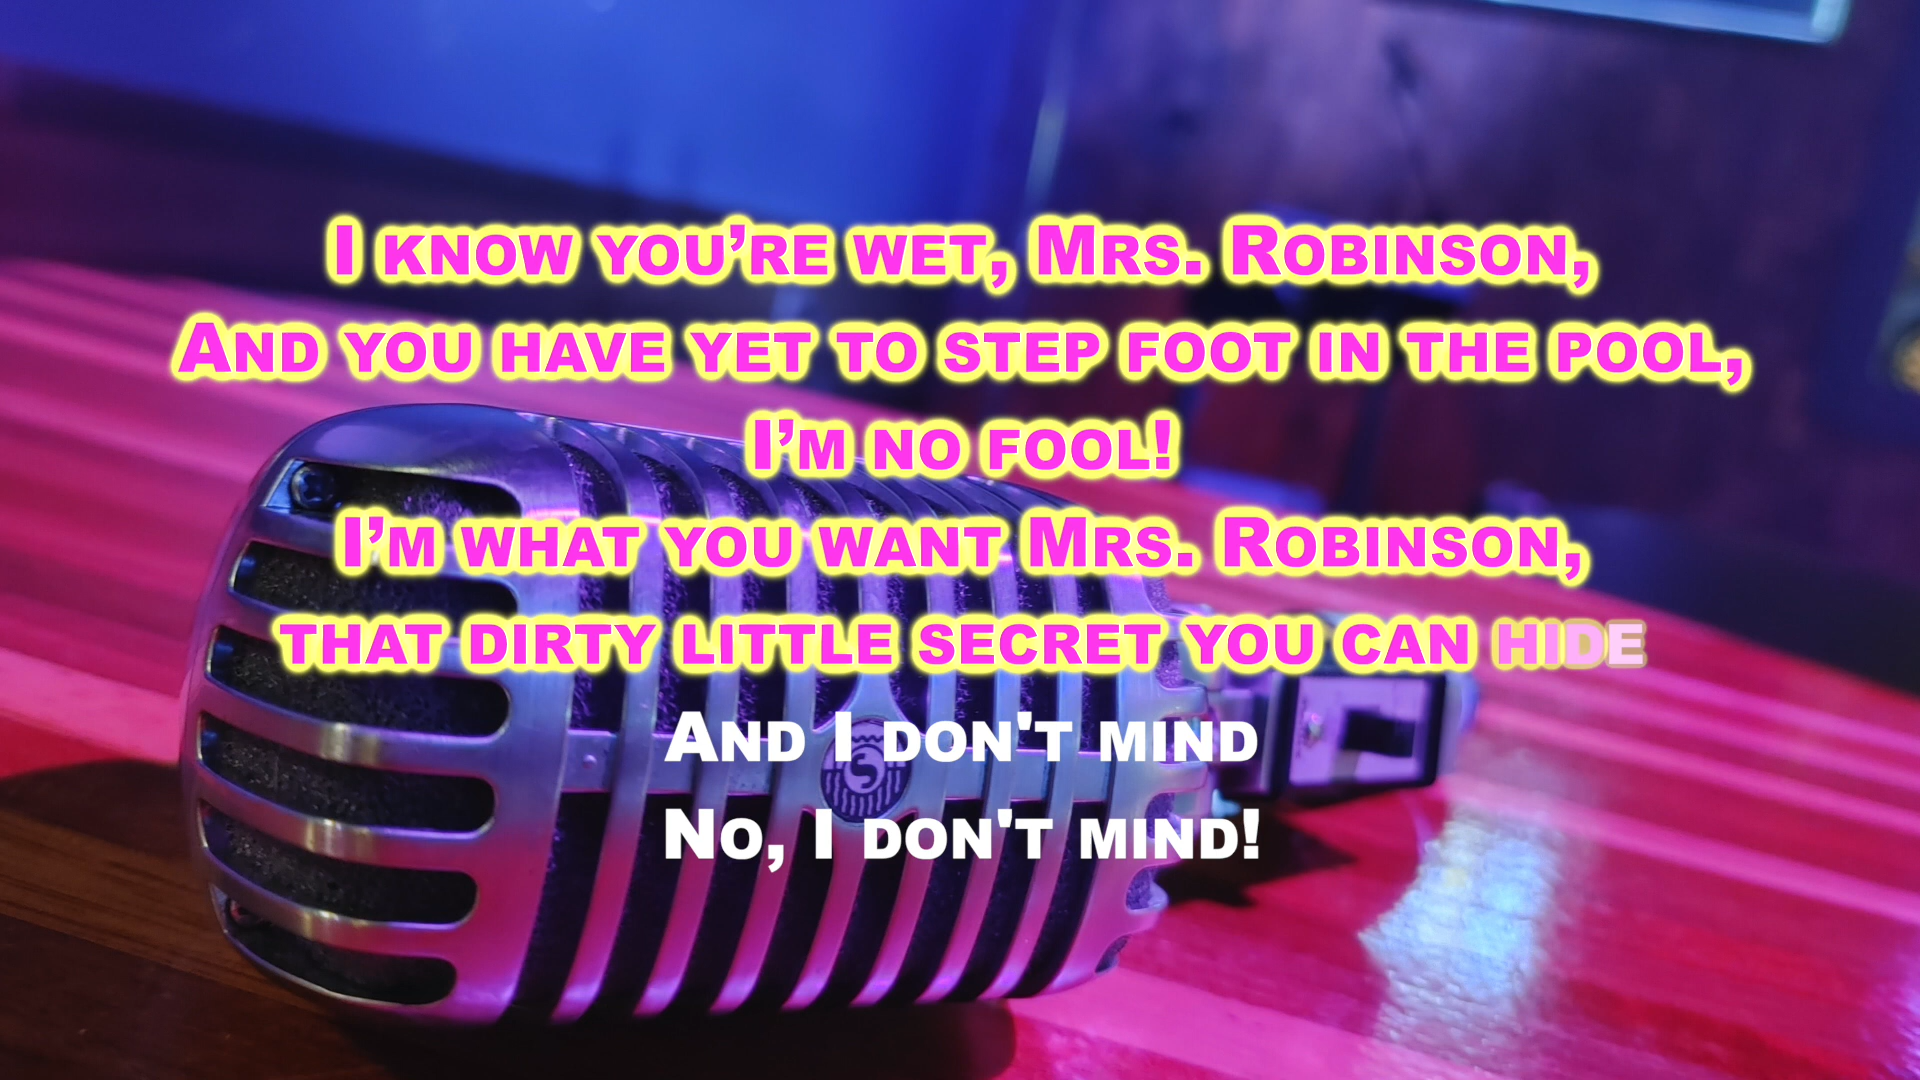 I know you’re wet, Mrs. Robinson,
And you have yet to step foot in the pool,
I’m no fool!
I’m what you want Mrs. Robinson,
that dirty little secret you can hide
And I don't mind
No, I don't mind!